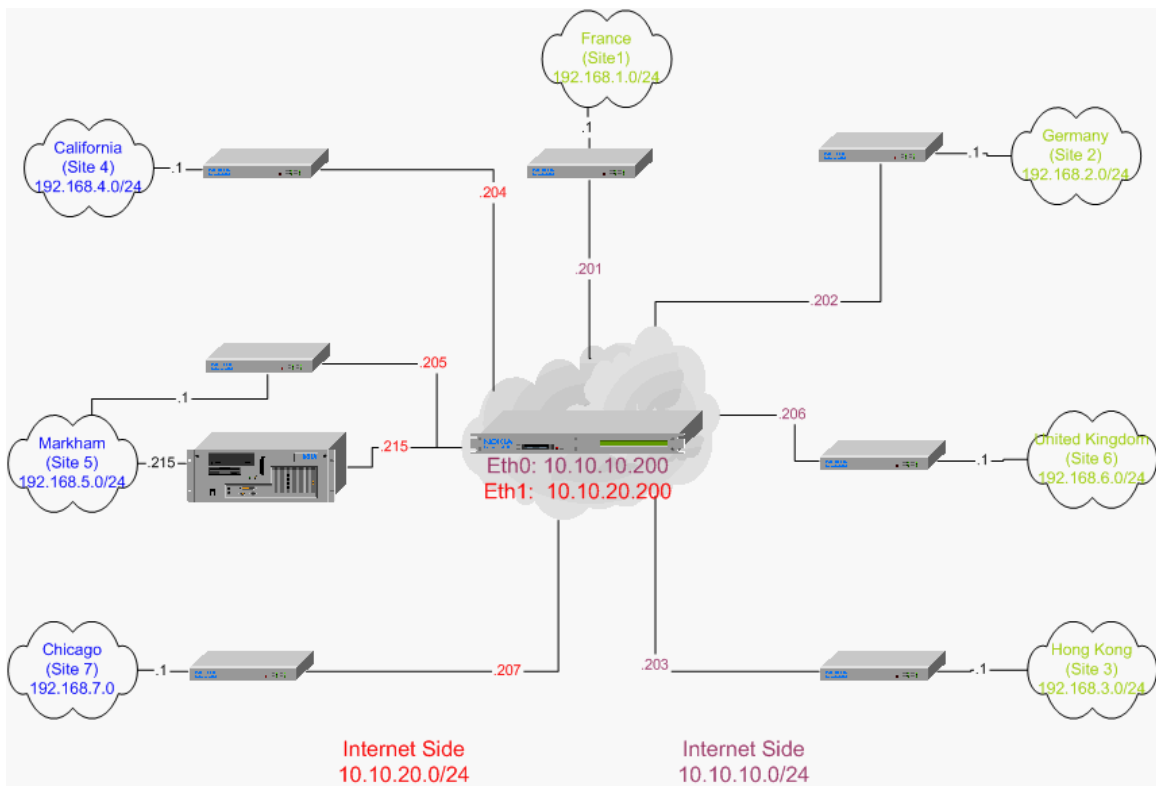 France
(Site1)
192.168.1.0/24
.1
California
(Site 4)
192.168.4.0/24
.1
.204
.201
Germany
(Site 2)
192.168.2.0/24
.1
.202
.205
.1
Markham
(Site 5)
192.168.5.0/24
.215
.215
NOKIA
Eth0: 10.10.10.200
Eth1: 10.10.20.200
.206
United Kingdom
(Site 6)
192.168.6.0/24
.1
Chicago
(Site 7)
192.168.7.0
.1
.207
.203
Hong Kong
(Site 3)
192.168.3.0/24
.1
Internet Side
10.10.20.0/24
Internet Side
10.10.10.0/24